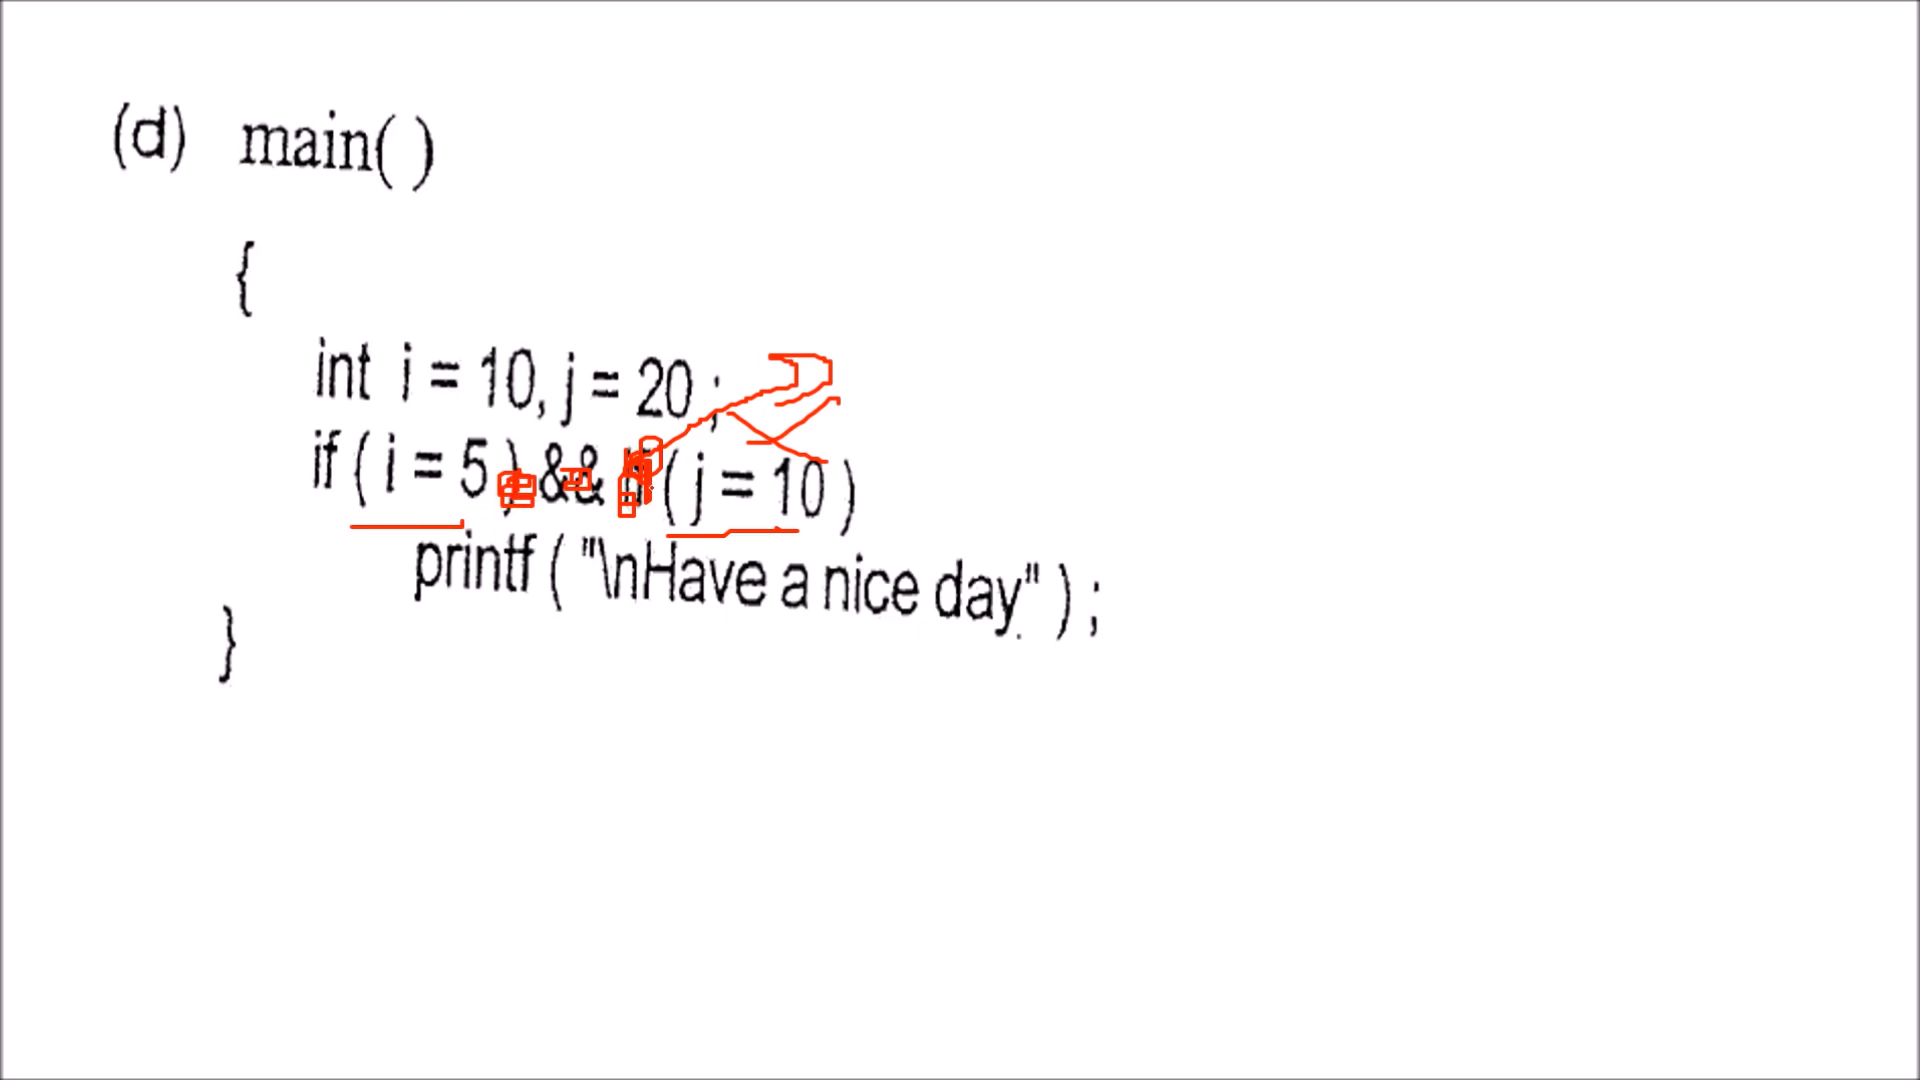 (d) main( )
{
int i = 10, j = 20 ;
if ( i = 5 ) && if ( j = 10 )
printf ( "\nHave a nice day" ) ;
}